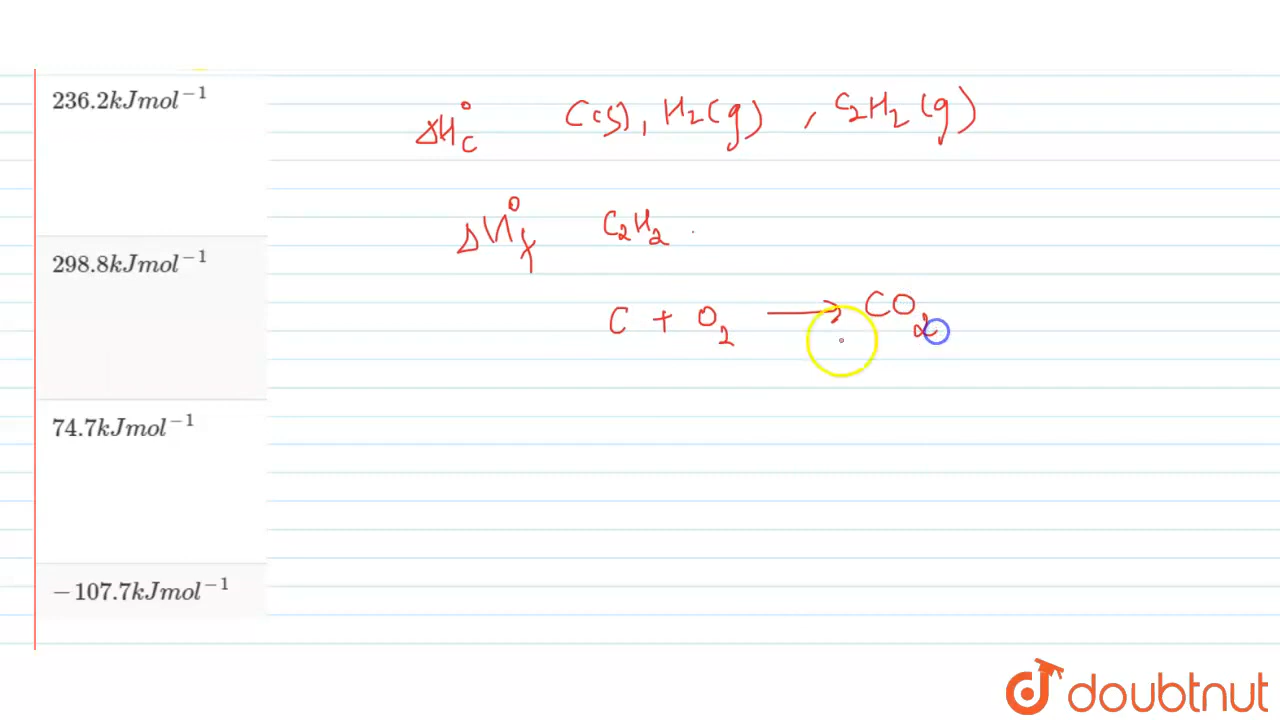 236.2kJmol⁻¹
ΔH°C C(s), H2(g), C2H2(g)
ΔH°f C2H2 .
298.8kJmol⁻¹
C + O2 → CO2
74.7kJmol⁻¹
−107.7kJmol⁻¹
doubtnut